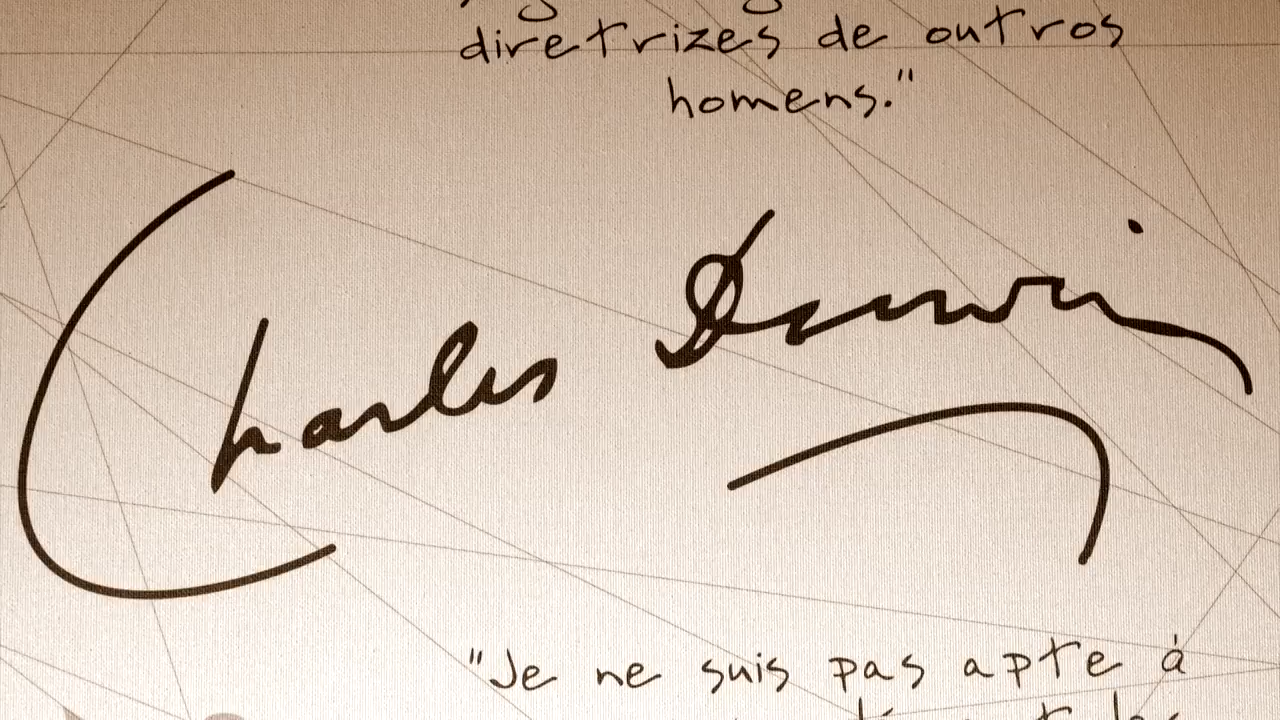 diretrizes de outros
homens."
Charles Darwin
"Je ne suis pas apte à